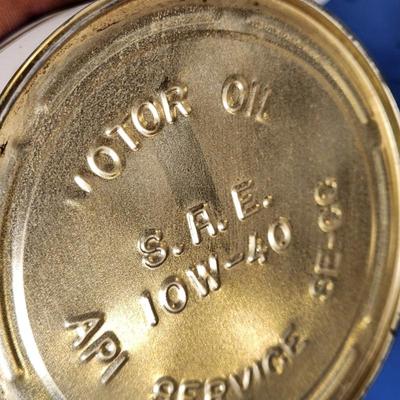 MOTOR OIL
S.A.E.
10W-40
API SERVICE SE-CC